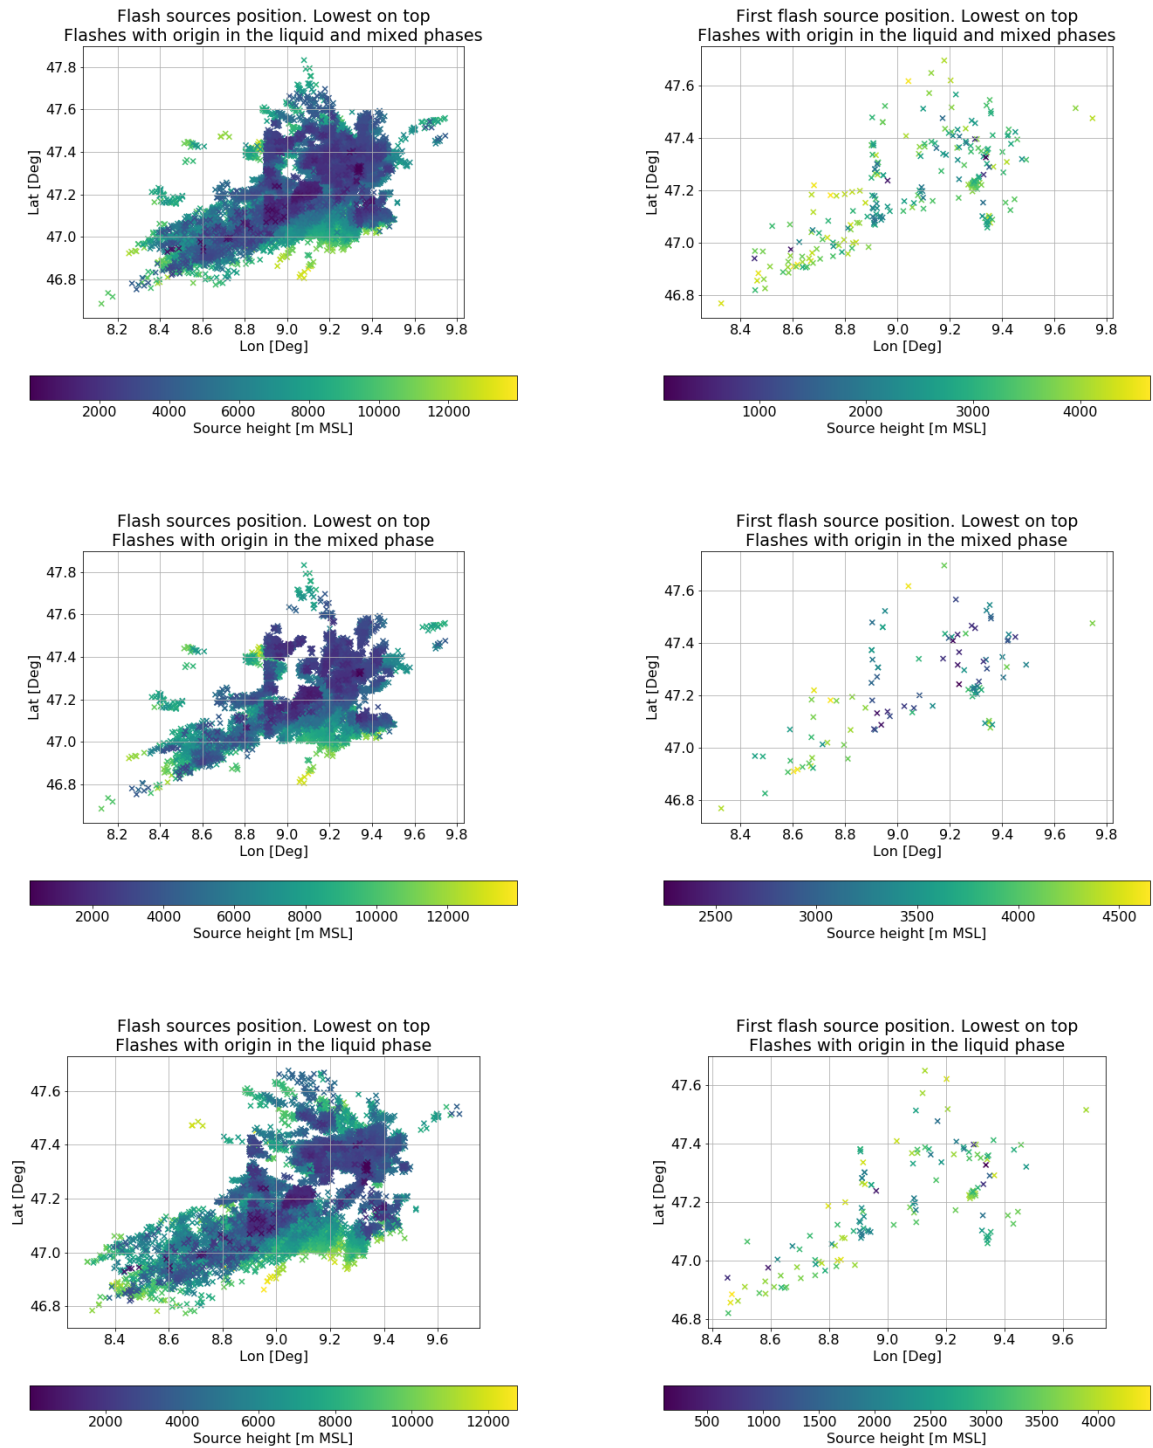 Flash sources position. Lowest on top
Flashes with origin in the liquid and mixed phases
47.8
47.6
47.4
47.2
47.0
46.8
Lat [Deg]
8.2 8.4 8.6 8.8 9.0 9.2 9.4 9.6 9.8
Lon [Deg]
2000 4000 6000 8000 10000 12000
Source height [m MSL]
First flash source position. Lowest on top
Flashes with origin in the liquid and mixed phases
47.6
47.4
47.2
47.0
46.8
Lat [Deg]
8.4 8.6 8.8 9.0 9.2 9.4 9.6 9.8
Lon [Deg]
1000 2000 3000 4000
Source height [m MSL]
Flash sources position. Lowest on top
Flashes with origin in the mixed phase
47.8
47.6
47.4
47.2
47.0
46.8
Lat [Deg]
8.2 8.4 8.6 8.8 9.0 9.2 9.4 9.6 9.8
Lon [Deg]
2000 4000 6000 8000 10000 12000
Source height [m MSL]
First flash source position. Lowest on top
Flashes with origin in the mixed phase
47.6
47.4
47.2
47.0
46.8
Lat [Deg]
8.4 8.6 8.8 9.0 9.2 9.4 9.6 9.8
Lon [Deg]
2500 3000 3500 4000 4500
Source height [m MSL]
Flash sources position. Lowest on top
Flashes with origin in the liquid phase
47.6
47.4
47.2
47.0
46.8
Lat [Deg]
8.4 8.6 8.8 9.0 9.2 9.4 9.6
Lon [Deg]
2000 4000 6000 8000 10000 12000
Source height [m MSL]
First flash source position. Lowest on top
Flashes with origin in the liquid phase
47.6
47.4
47.2
47.0
46.8
Lat [Deg]
8.4 8.6 8.8 9.0 9.2 9.4 9.6
Lon [Deg]
500 1000 1500 2000 2500 3000 3500 4000
Source height [m MSL]